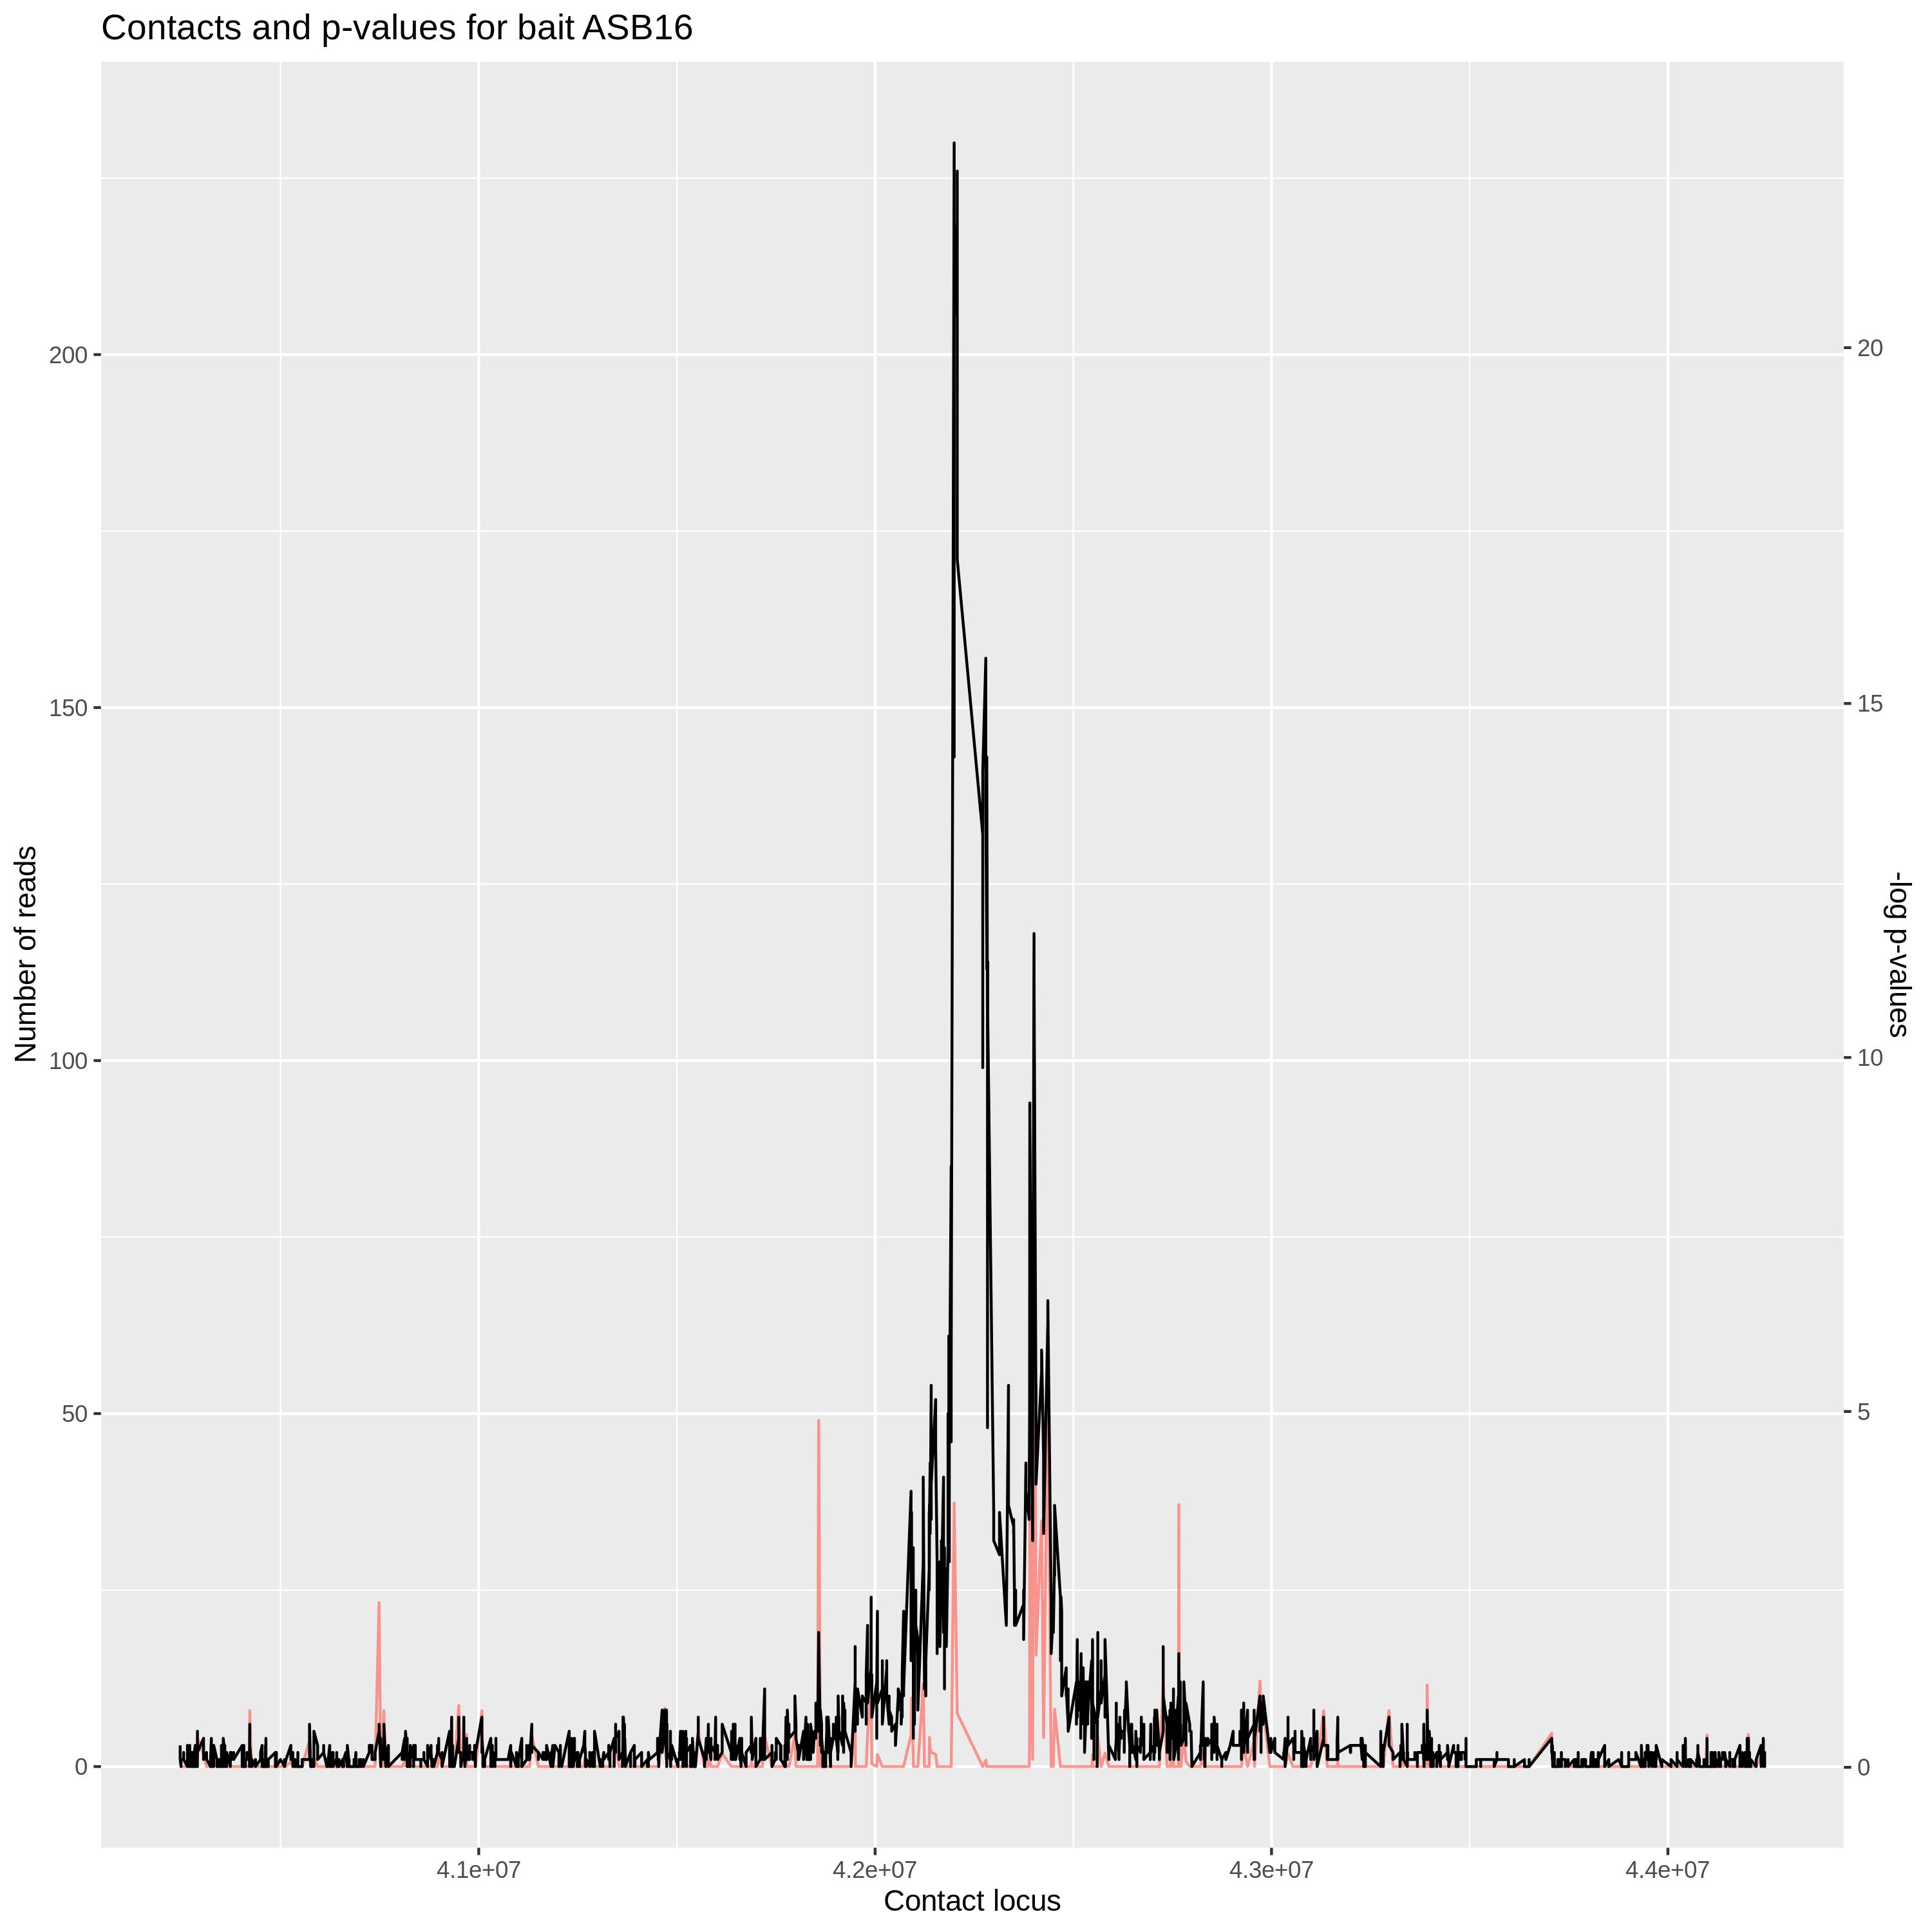 Contacts and p-values for bait ASB16
Number of reads
200
150
100
50
0
20
15
10
5
0
-log p-values
4.1e+07
4.2e+07
4.3e+07
4.4e+07
Contact locus